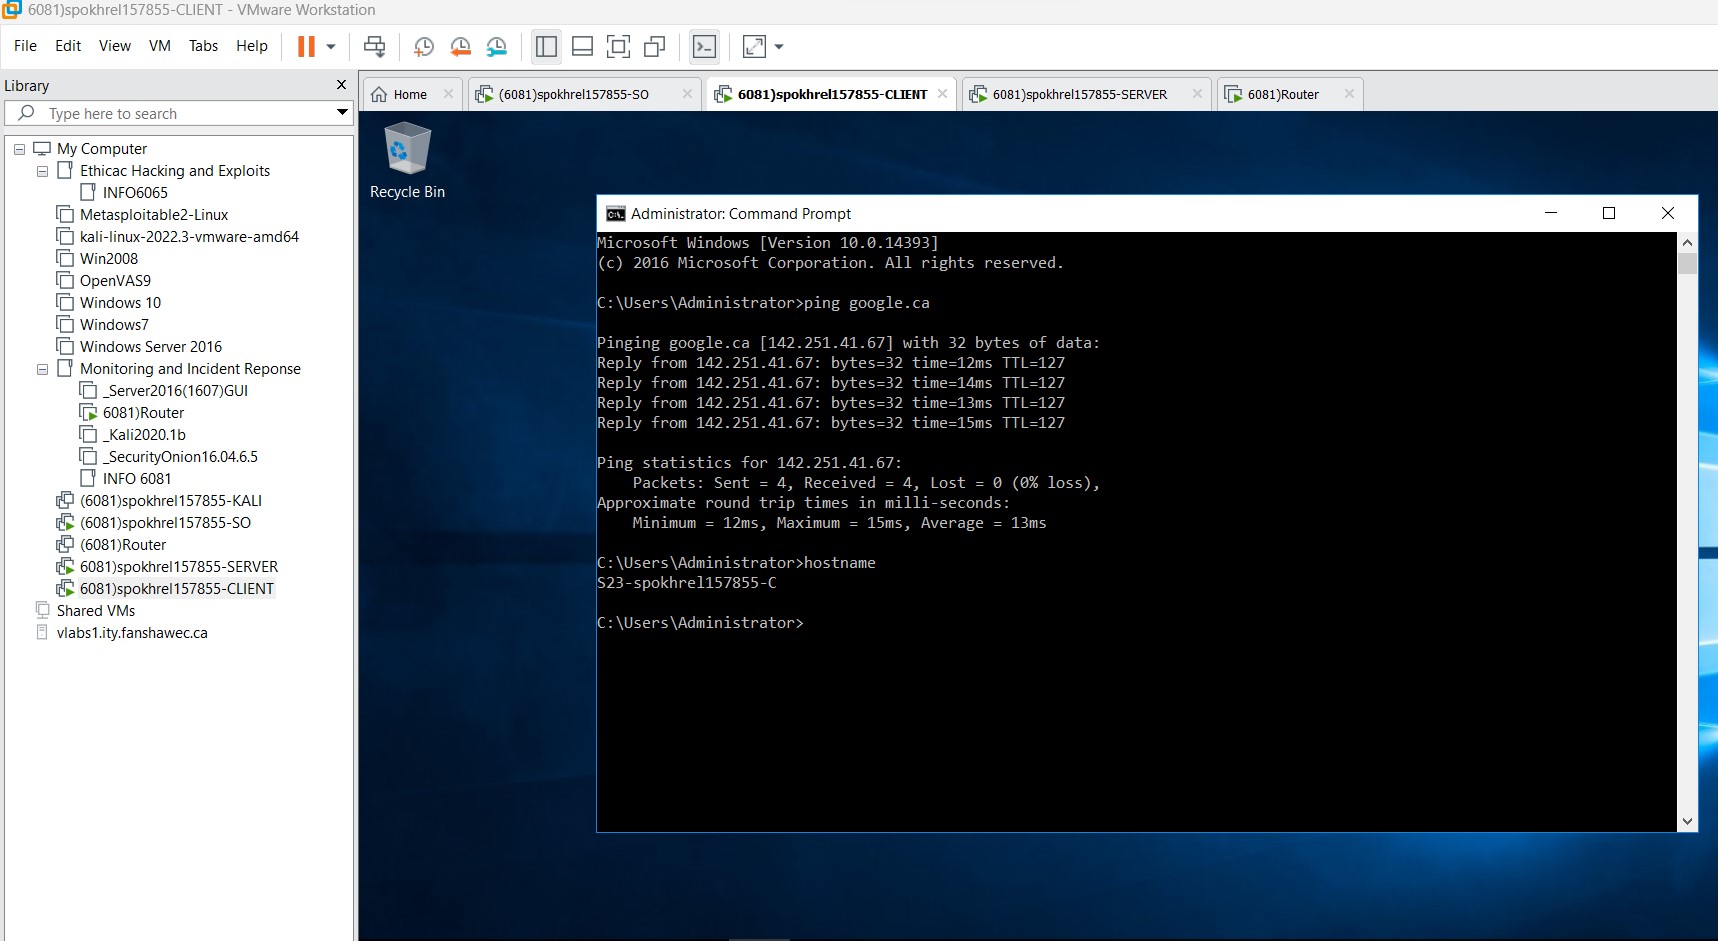 6081)spokhrel157855-CLIENT - VMware Workstation
File Edit View VM Tabs Help
Library
Type here to search
My Computer
Ethicac Hacking and Exploits
INFO6065
Metasploitable2-Linux
kali-linux-2022.3-vmware-amd64
Win2008
OpenVAS9
Windows 10
Windows7
Windows Server 2016
Monitoring and Incident Reponse
_Server2016(1607)GUI
6081)Router
_Kali2020.1b
_SecurityOnion16.04.6.5
INFO 6081
(6081)spokhrel157855-KALI
(6081)spokhrel157855-SO
(6081)Router
6081)spokhrel157855-SERVER
6081)spokhrel157855-CLIENT
Shared VMs
vlabs1.ity.fanshawec.ca
Home (6081)spokhrel157855-SO 6081)spokhrel157855-CLIENT 6081)spokhrel157855-SERVER 6081)Router
Recycle Bin
Administrator: Command Prompt
Microsoft Windows [Version 10.0.14393]
(c) 2016 Microsoft Corporation. All rights reserved.
C:\Users\Administrator>ping google.ca
Pinging google.ca [142.251.41.67] with 32 bytes of data:
Reply from 142.251.41.67: bytes=32 time=12ms TTL=127
Reply from 142.251.41.67: bytes=32 time=14ms TTL=127
Reply from 142.251.41.67: bytes=32 time=13ms TTL=127
Reply from 142.251.41.67: bytes=32 time=15ms TTL=127
Ping statistics for 142.251.41.67:
Packets: Sent = 4, Received = 4, Lost = 0 (0% loss),
Approximate round trip times in milli-seconds:
Minimum = 12ms, Maximum = 15ms, Average = 13ms
C:\Users\Administrator>hostname
S23-spokhrel157855-C
C:\Users\Administrator>